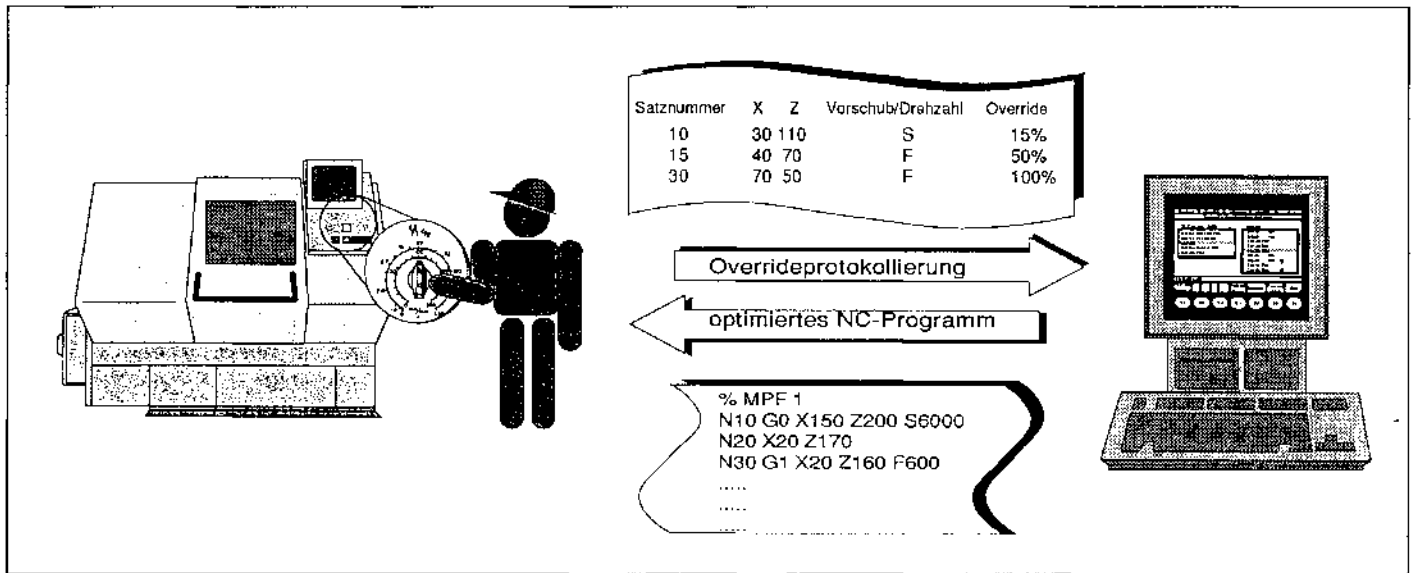 Satznummer X Z Vorschub/Drehzahl Override
10 30 110 S 15%
15 40 70 F 50%
30 70 50 F 100%
Overrideprotokollierung
optimiertes NC-Programm
% MPF 1
N10 G0 X150 Z200 S6000
N20 X20 Z170
N30 G1 X20 Z160 F600
.....
.....
.....